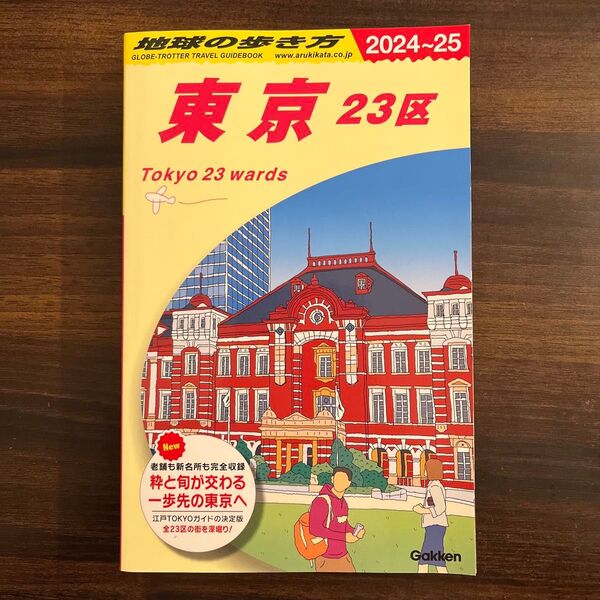 地球の歩き方
2024~25
GLOBE-TROTTER TRAVEL GUIDEBOOK
www.arukikata.co.jp
東京 23区
Tokyo 23 wards
New
老舗も新名所も完全収録
粋と旬が交わる
一歩先の東京へ
江戸TOKYOガイドの決定版
全23区の街を深堀り!
Gakken